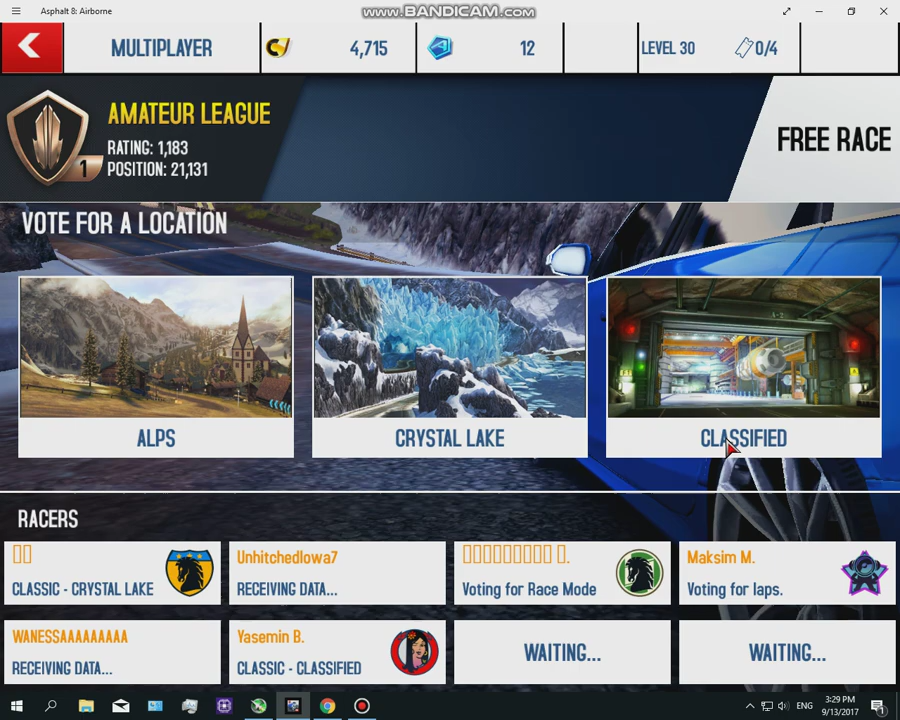 Asphalt 8: Airborne
www.BANDICAM.com
MULTIPLAYER
4,715
12
LEVEL 30
0/4
AMATEUR LEAGUE
RATING: 1,183
POSITION: 21,131
1
FREE RACE
VOTE FOR A LOCATION
ALPS
CRYSTAL LAKE
CLASSIFIED
RACERS
CLASSIC - CRYSTAL LAKE
Unhitchedlowa7
RECEIVING DATA...
Voting for Race Mode
Maksim M.
Voting for laps.
WANESSAAAAAAAAA
RECEIVING DATA...
Yasemin B.
CLASSIC - CLASSIFIED
WAITING...
WAITING...
ENG
3:29 PM
9/13/2017